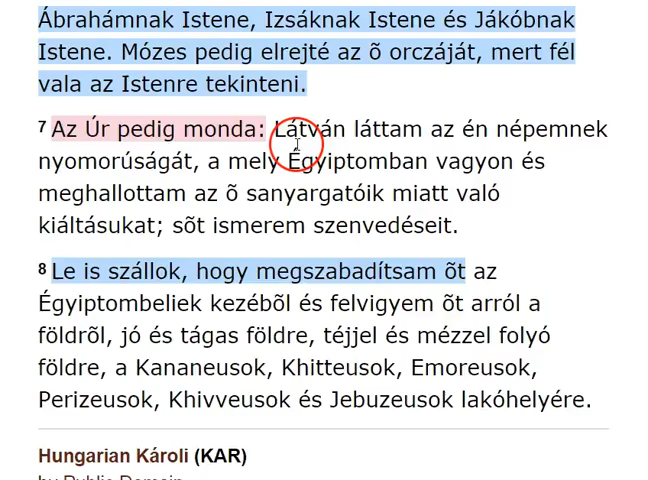 Ábrahámnak Istene, Izsáknak Istene és Jákóbnak
Istene. Mózes pedig elrejté az õ orczáját, mert fél
vala az Istenre tekinteni.
7 Az Úr pedig monda: Látván láttam az én népemnek
nyomorúságát, a mely Égyiptomban vagyon és
meghallottam az õ sanyargatóik miatt való
kiáltásukat; sõt ismerem szenvedéseit.
8 Le is szállok, hogy megszabadítsam õt az
Égyiptombeliek kezébõl és felvigyem õt arról a
földrõl, jó és tágas földre, téjjel és mézzel folyó
földre, a Kananeusok, Khitteusok, Emoreusok,
Perizeusok, Khivveusok és Jebuzeusok lakóhelyére.
Hungarian Károli (KAR)
by Public Domain